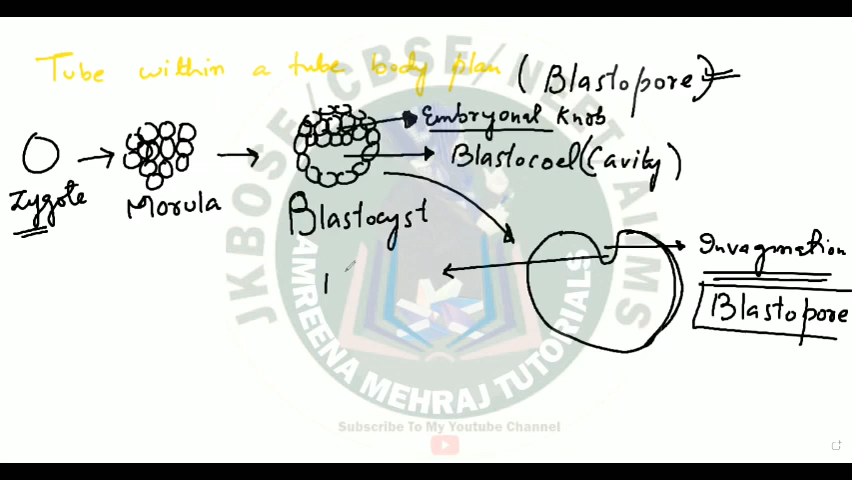 Tube within a tube body plan (Blastopore)
Embryonal Knob
Blastocoel (Cavity)
Zygote
Morula
Blastocyst
Invagination
Blastopore
JKBOSE/CBSE/NEET/AIIMS
AMREENA MEHRAJ TUTORIALS
Subscribe To My Youtube Channel